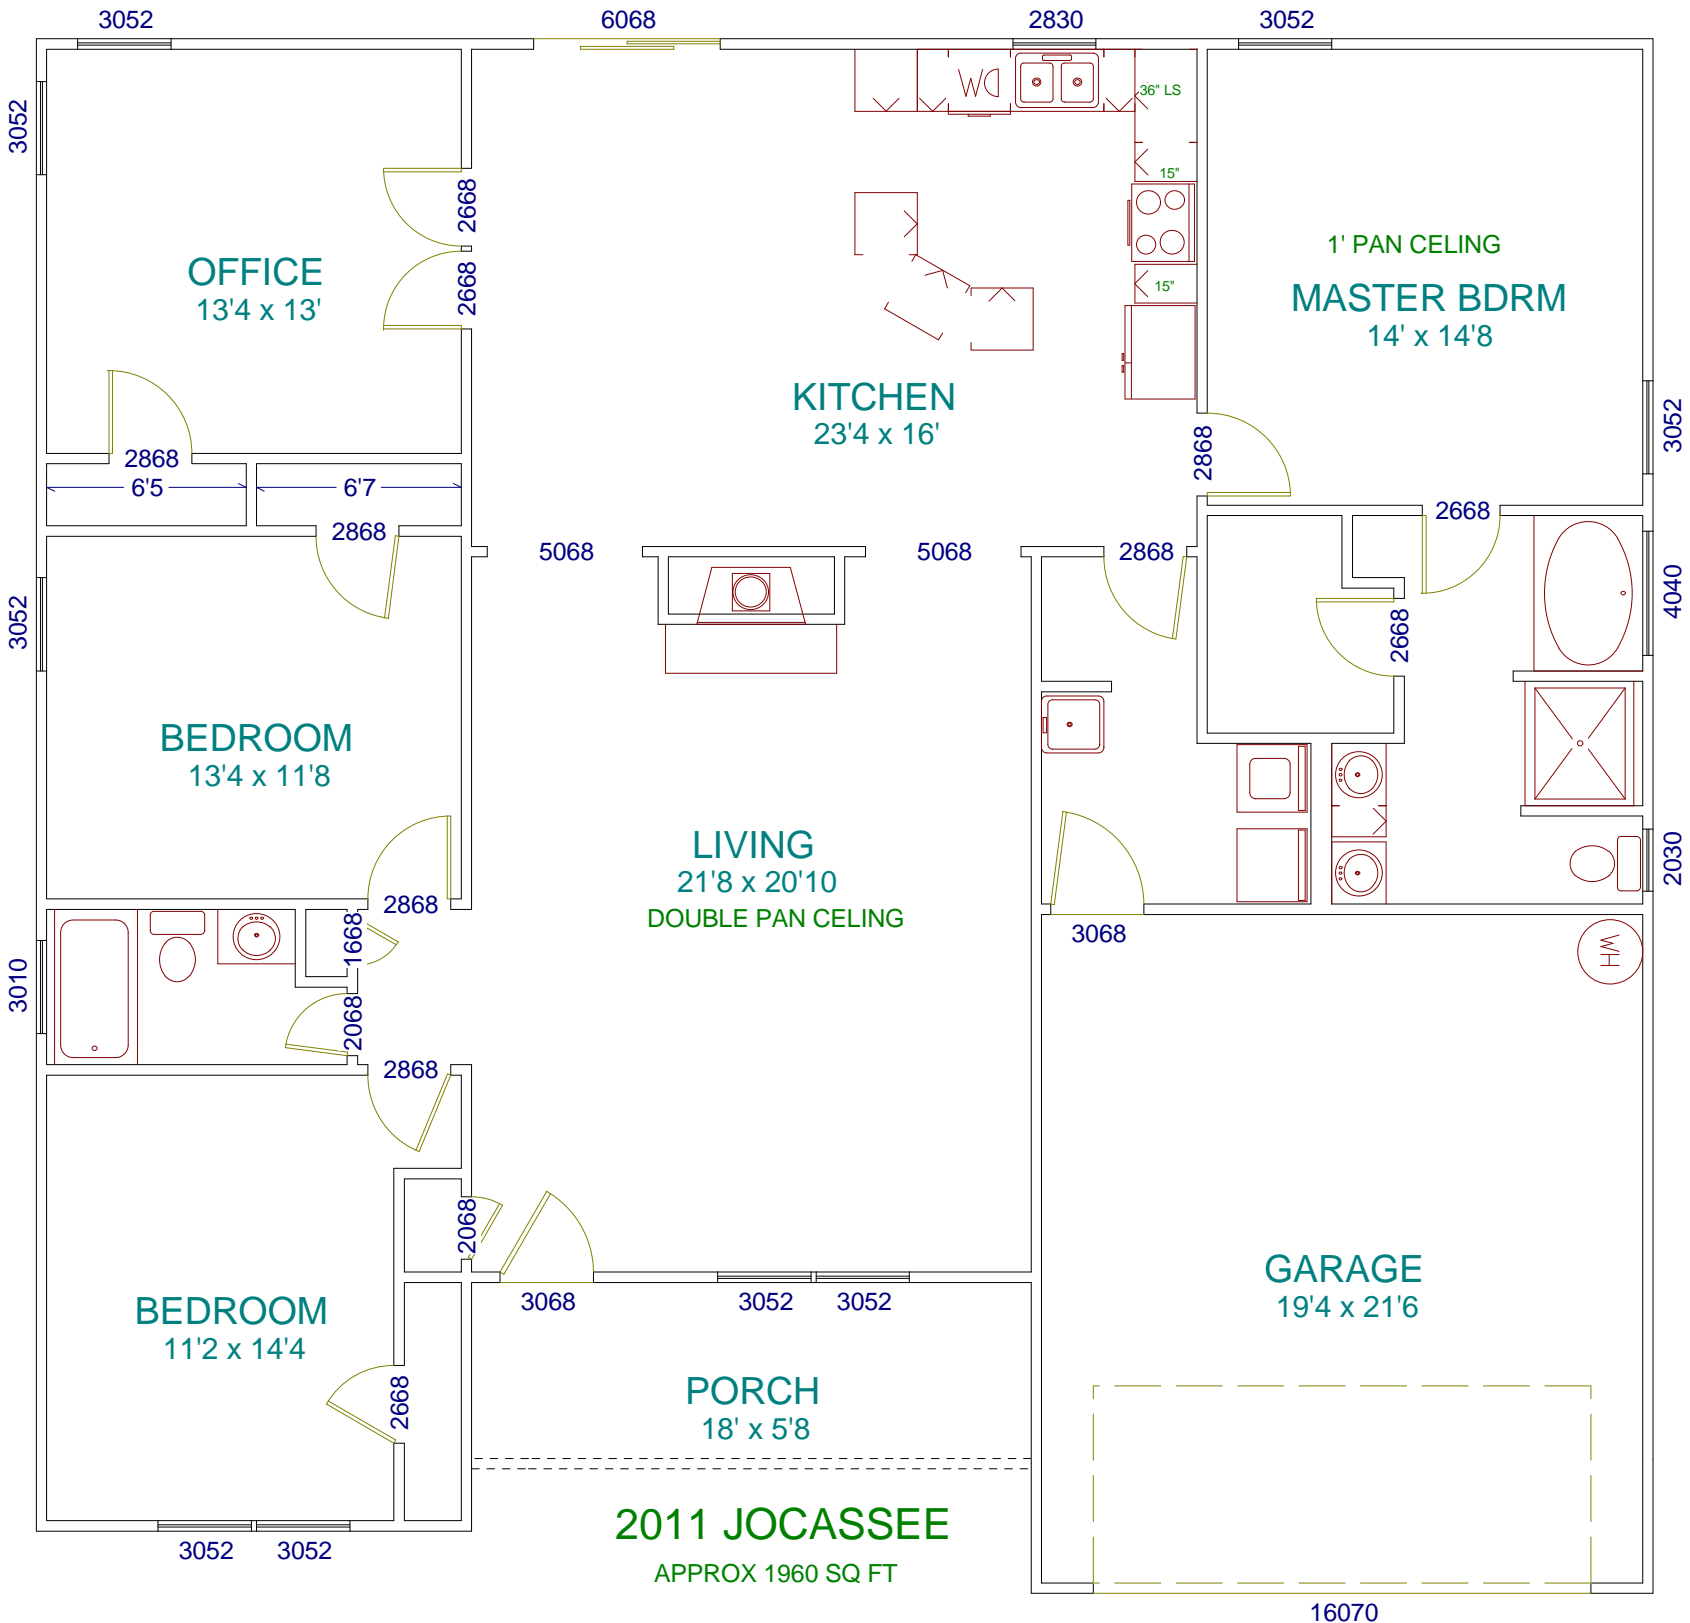 3052
6068
2830
3052
3052
DW
36" LS
15"
2668
2668
OFFICE
13'4 x 13'
15"
1' PAN CELING
MASTER BDRM
14' x 14'8
KITCHEN
23'4 x 16'
2868
3052
2868
6'5
6'7
2868
2668
5068
5068
2868
3052
4040
2668
BEDROOM
13'4 x 11'8
LIVING
21'8 x 20'10
DOUBLE PAN CELING
2030
2868
1668
3068
WH
3010
2068
2868
2068
GARAGE
19'4 x 21'6
3068
3052
3052
BEDROOM
11'2 x 14'4
2668
PORCH
18' x 5'8
2011 JOCASSEE
APPROX 1960 SQ FT
3052
3052
16070